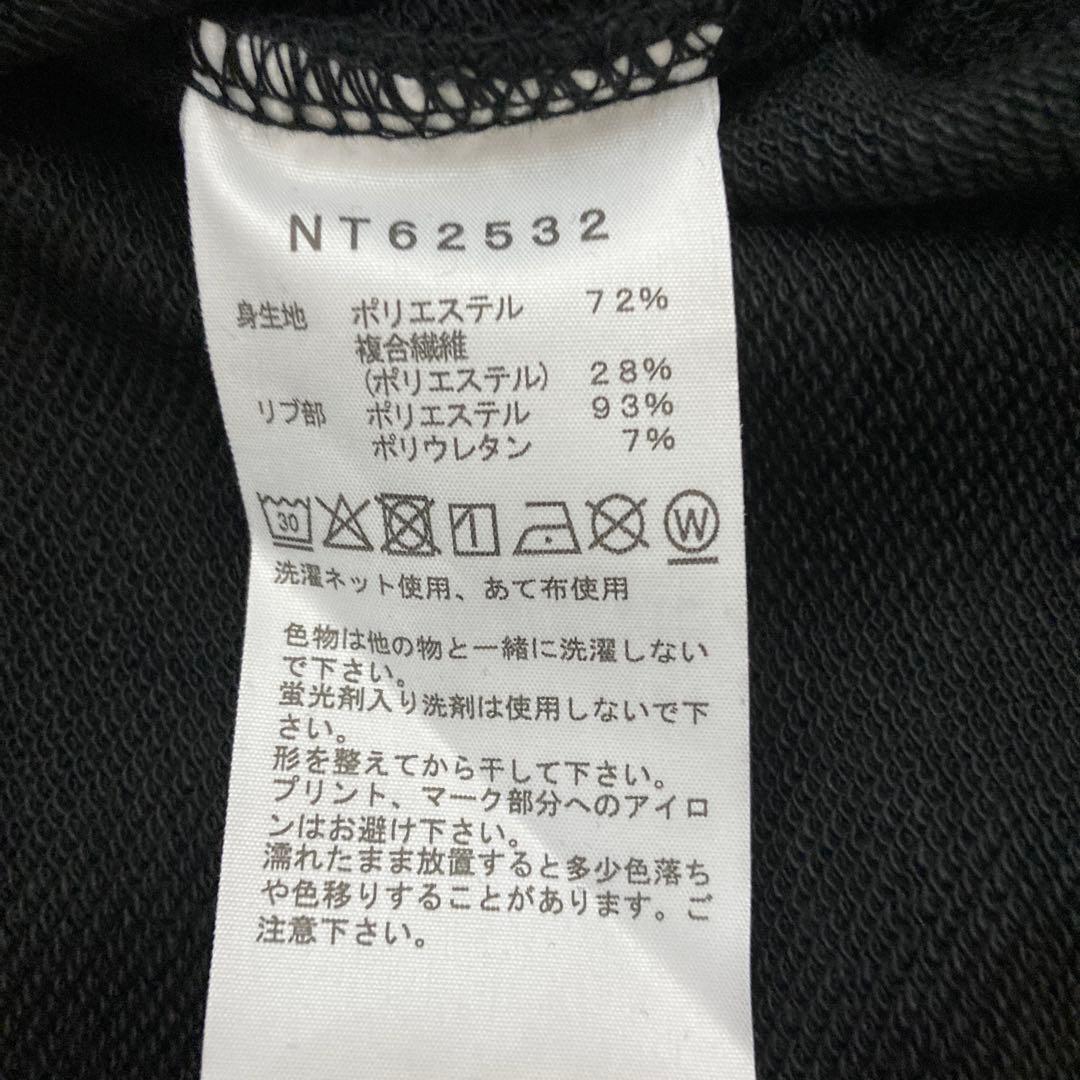 NT62532
身生地 ポリエステル 72%
複合繊維
(ポリエステル) 28%
リブ部 ポリエステル 93%
ポリウレタン 7%
30 W
洗濯ネット使用、あて布使用
色物は他の物と一緒に洗濯しない
で下さい。
蛍光剤入り洗剤は使用しないで下
さい。
形を整えてから干して下さい。
プリント、マーク部分へのアイロ
ンはお避け下さい。
濡れたまま放置すると多少色落ち
や色移りすることがあります。ご
注意下さい。